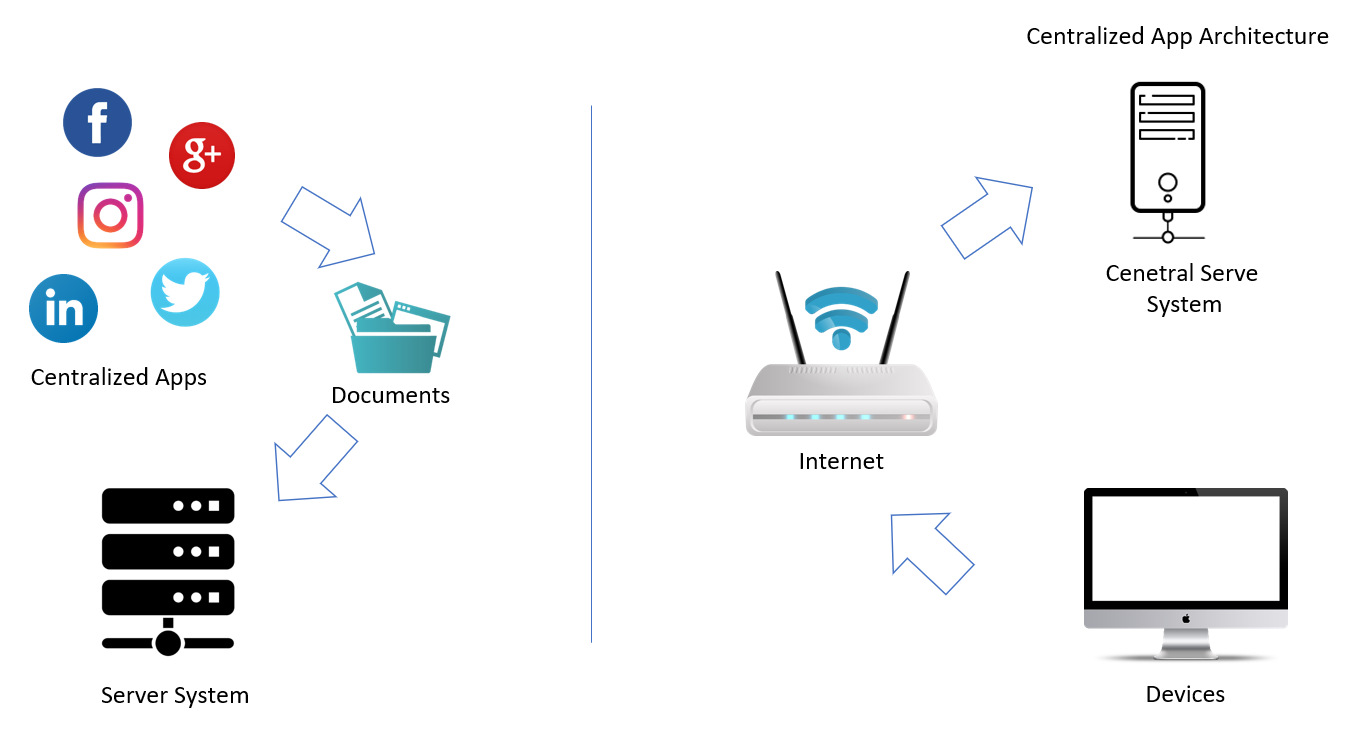 Centralized App Architecture
f
g+
in
Centralized Apps
Documents
Server System
Cenetral Serve
System
Internet
Devices